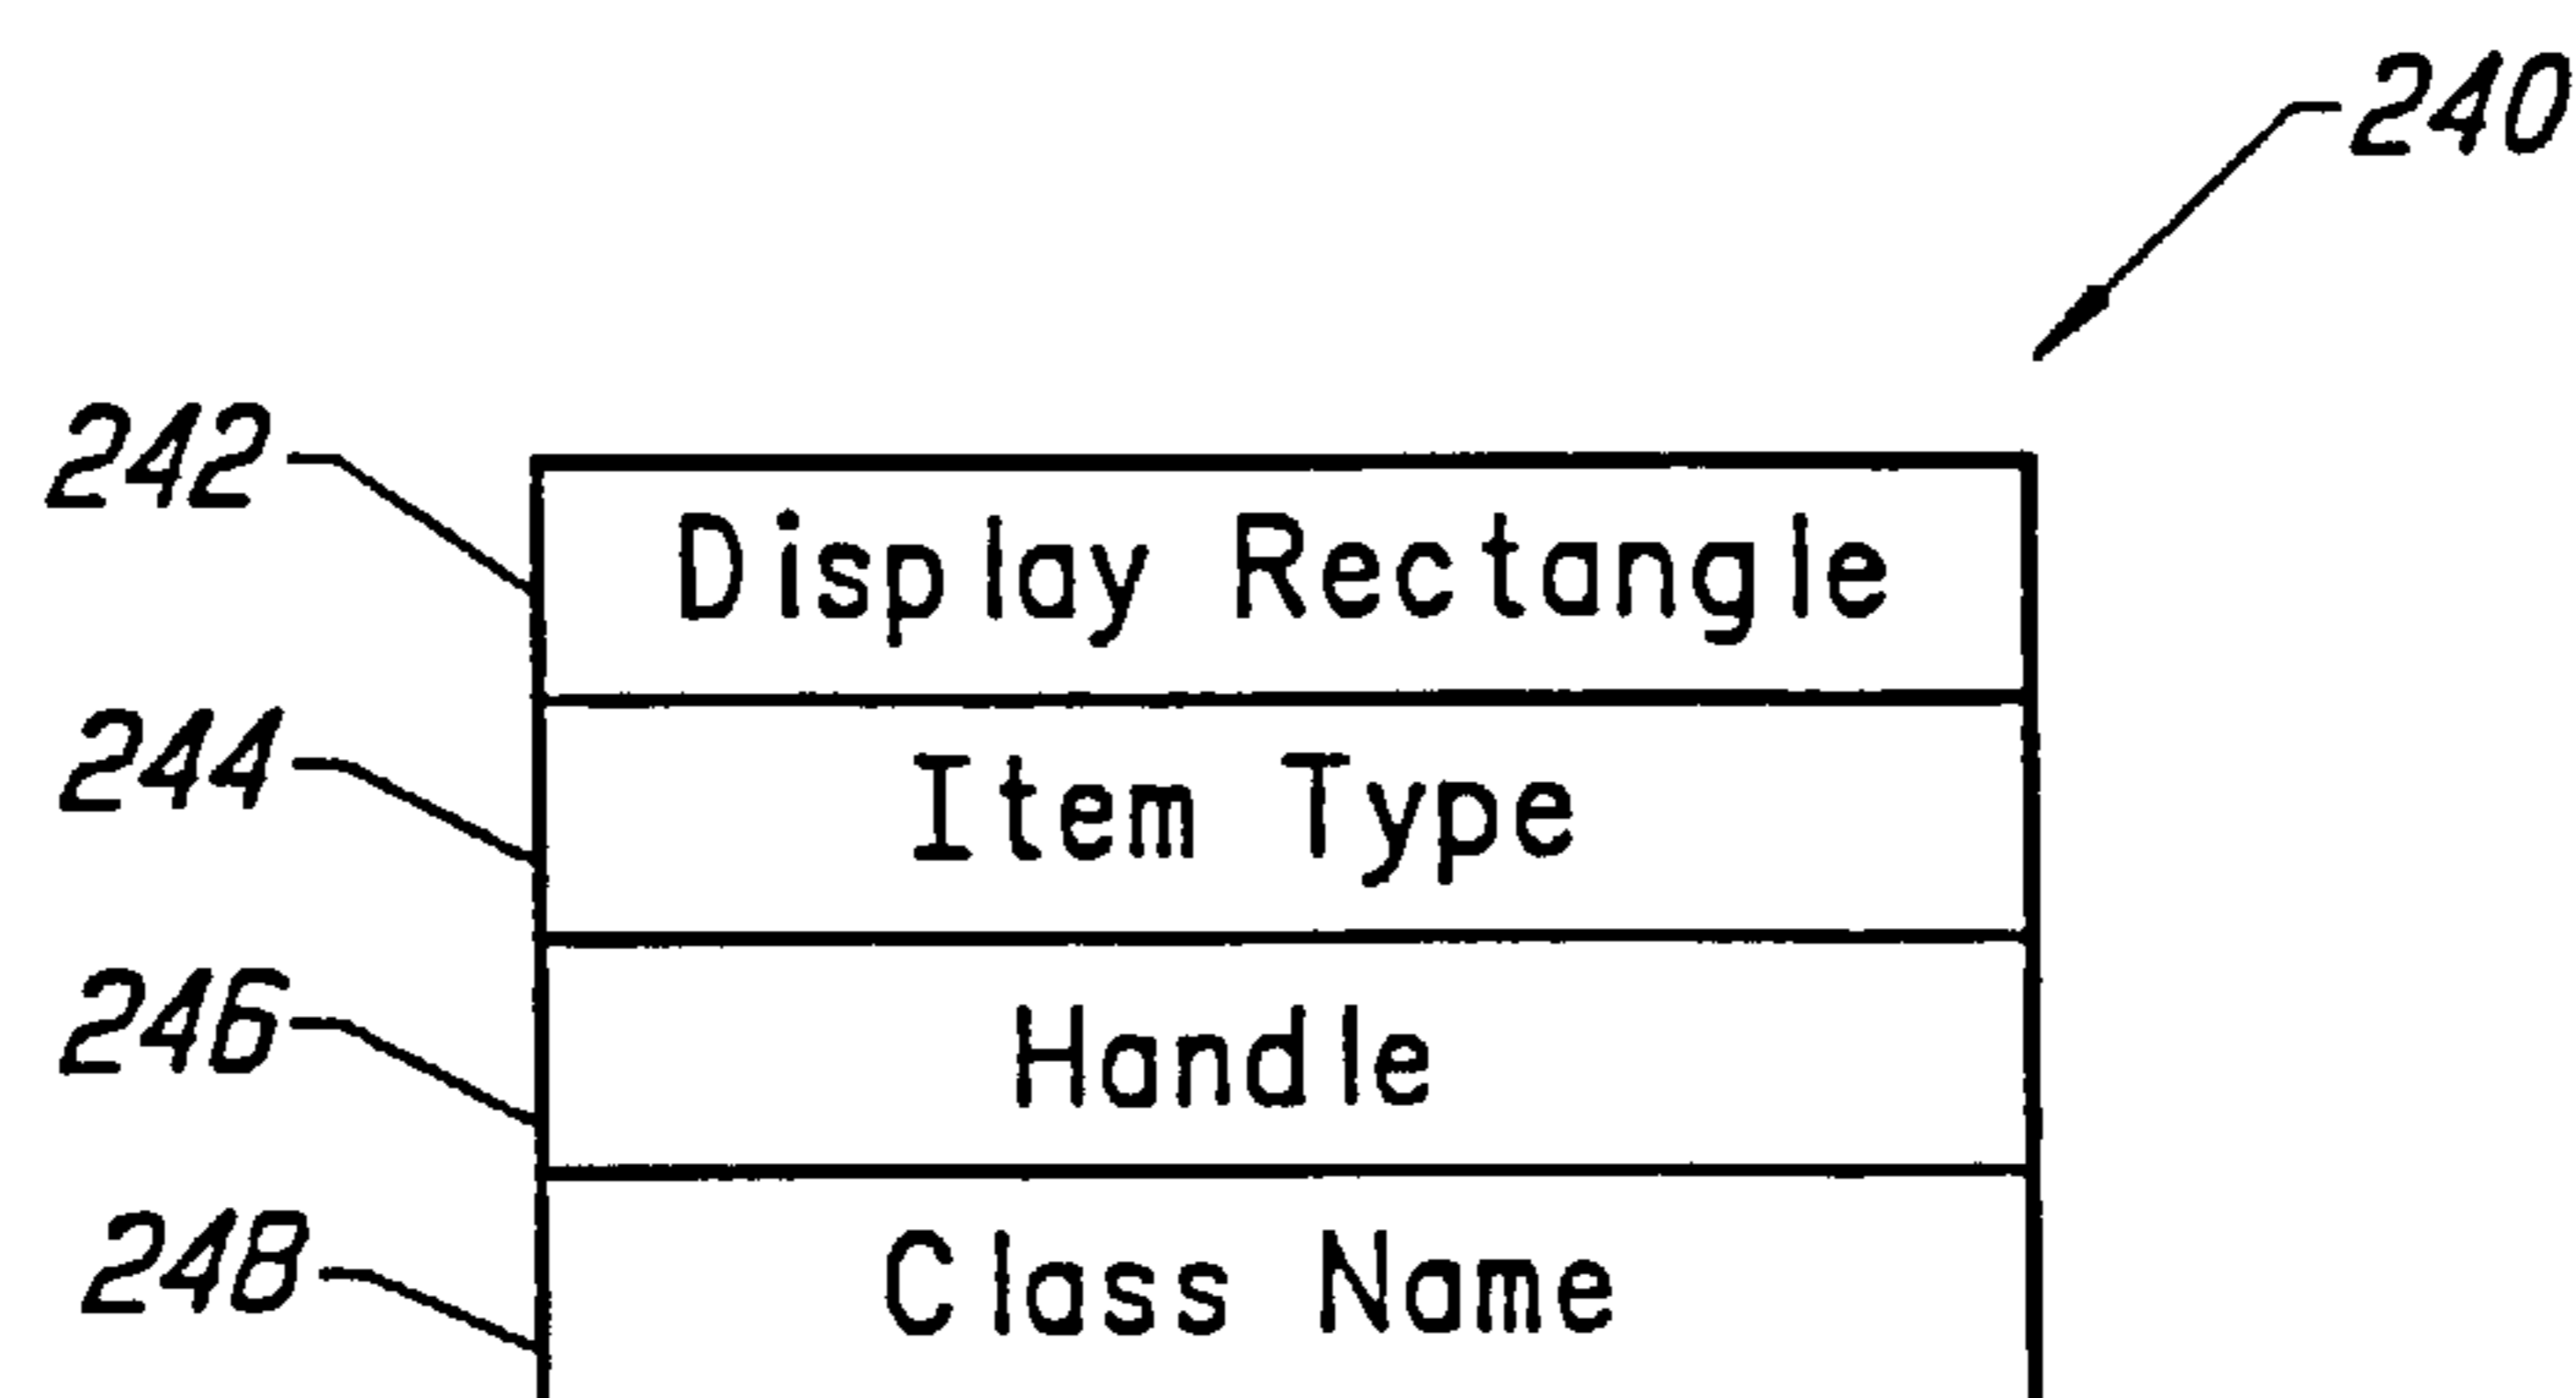 240
242
Display Rectangle
244
Item Type
246
Handle
248
Class Name